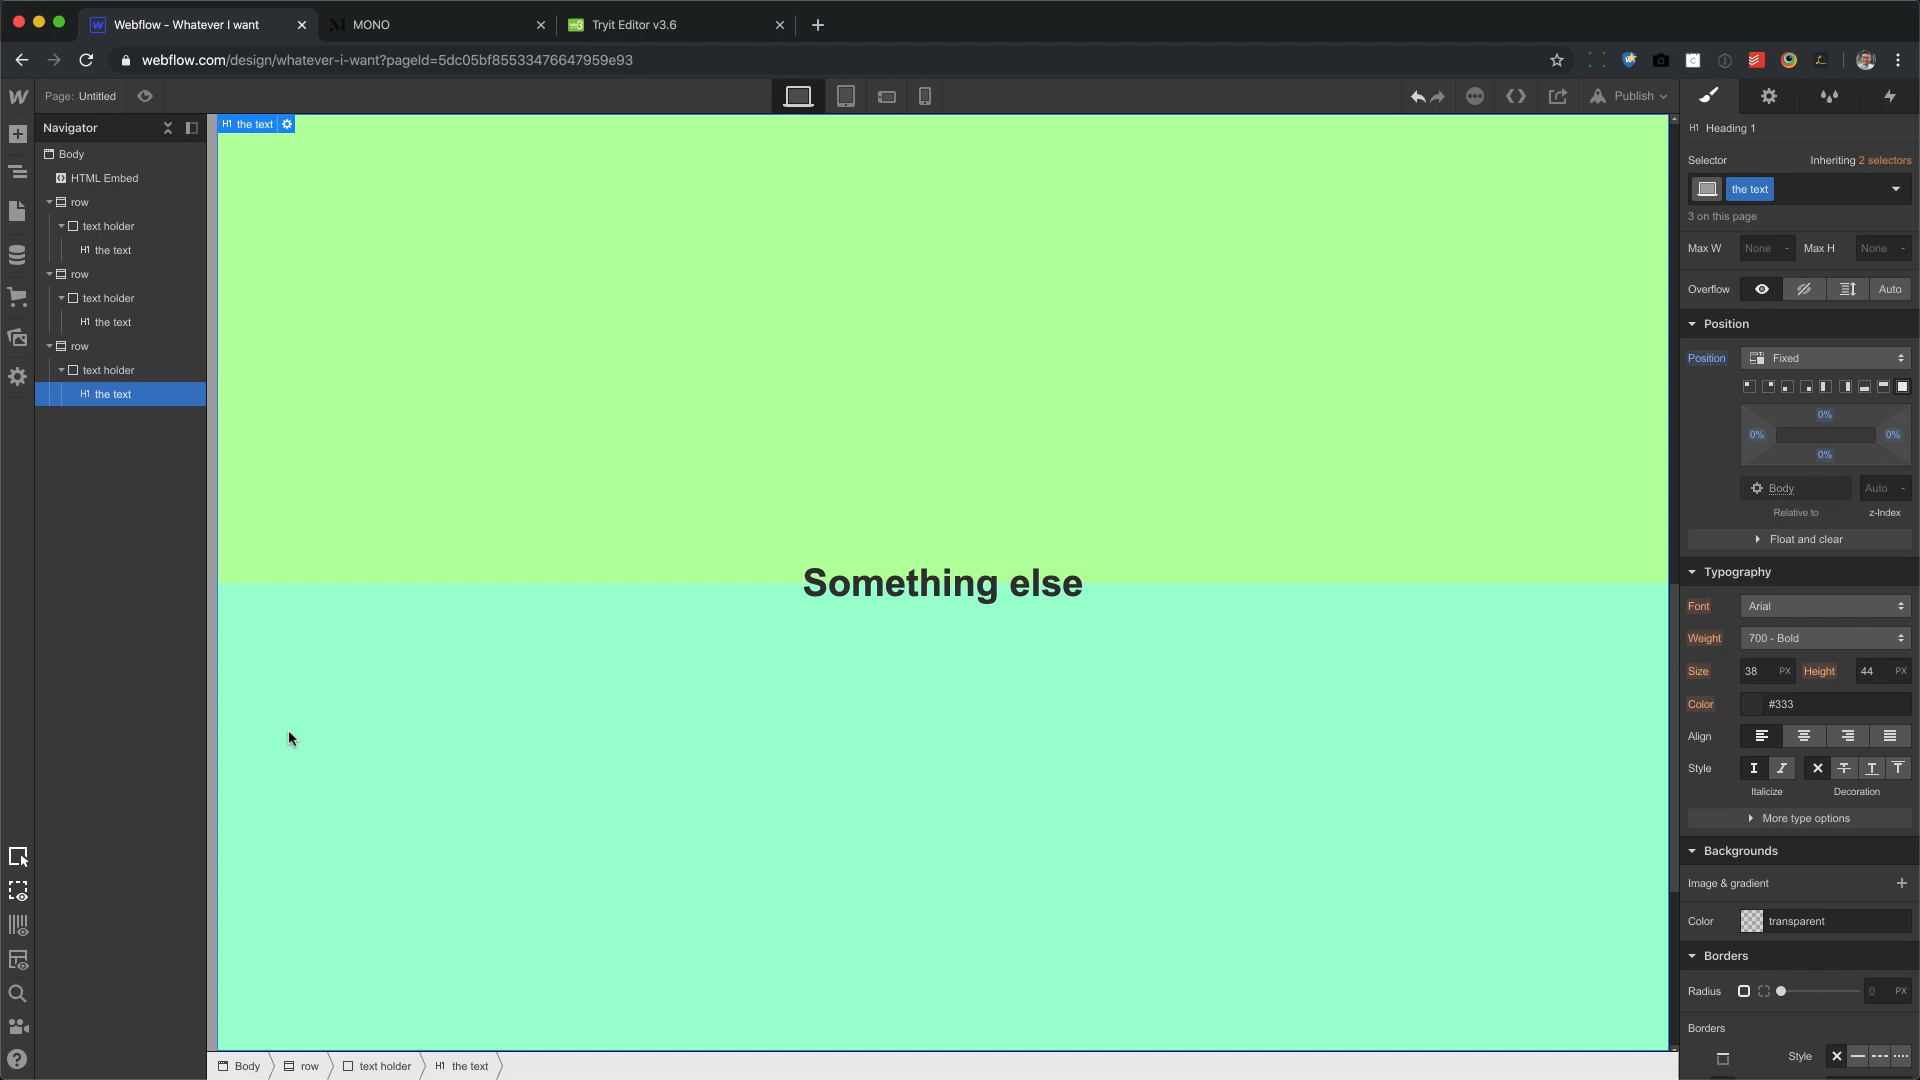 Webflow - Whatever I want
MONO
Tryit Editor v3.6
webflow.com/design/whatever-i-want?pageId=5dc05bf85533476647959e93
Page: Untitled
Publish
Navigator
Body
HTML Embed
row
text holder
H1 the text
row
text holder
H1 the text
row
text holder
H1 the text
H1 the text
Something else
Body
row
text holder
H1 the text
H1 Heading 1
Selector
Inheriting 2 selectors
the text
3 on this page
Max W None - Max H None -
Overflow Auto
Position
Position Fixed
0%
0% 0%
0%
Body Auto -
Relative to z-Index
Float and clear
Typography
Font Arial
Weight 700 - Bold
Size 38 PX Height 44 PX
Color #333
Align
Style
Italicize Decoration
More type options
Backgrounds
Image & gradient
Color transparent
Borders
Radius 0 PX
Borders
Style